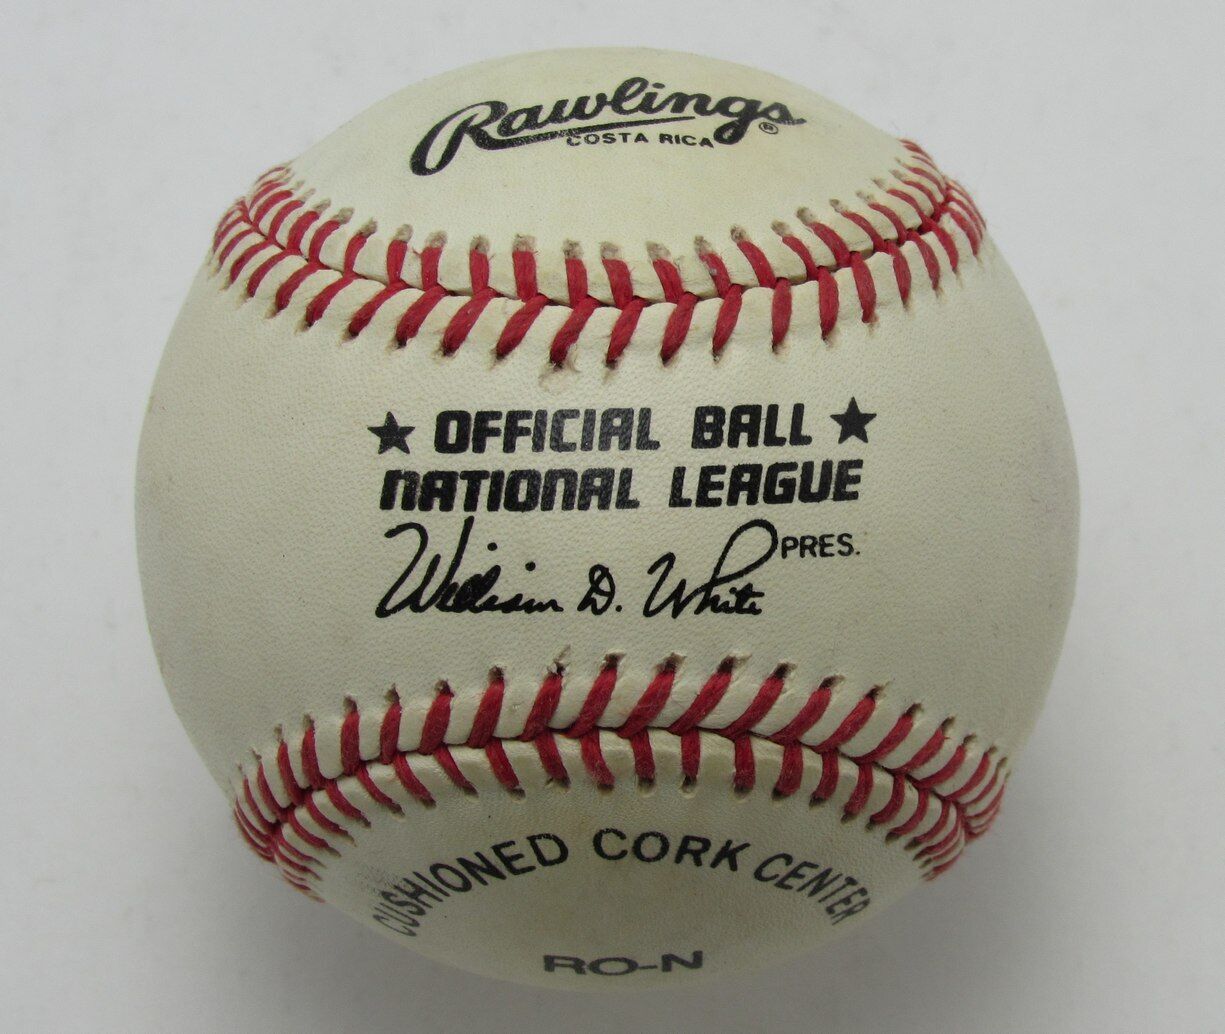 Rawlings®
COSTA RICA
★ OFFICIAL BALL ★
NATIONAL LEAGUE
William D. White PRES.
CUSHIONED CORK CENTER
RO-N